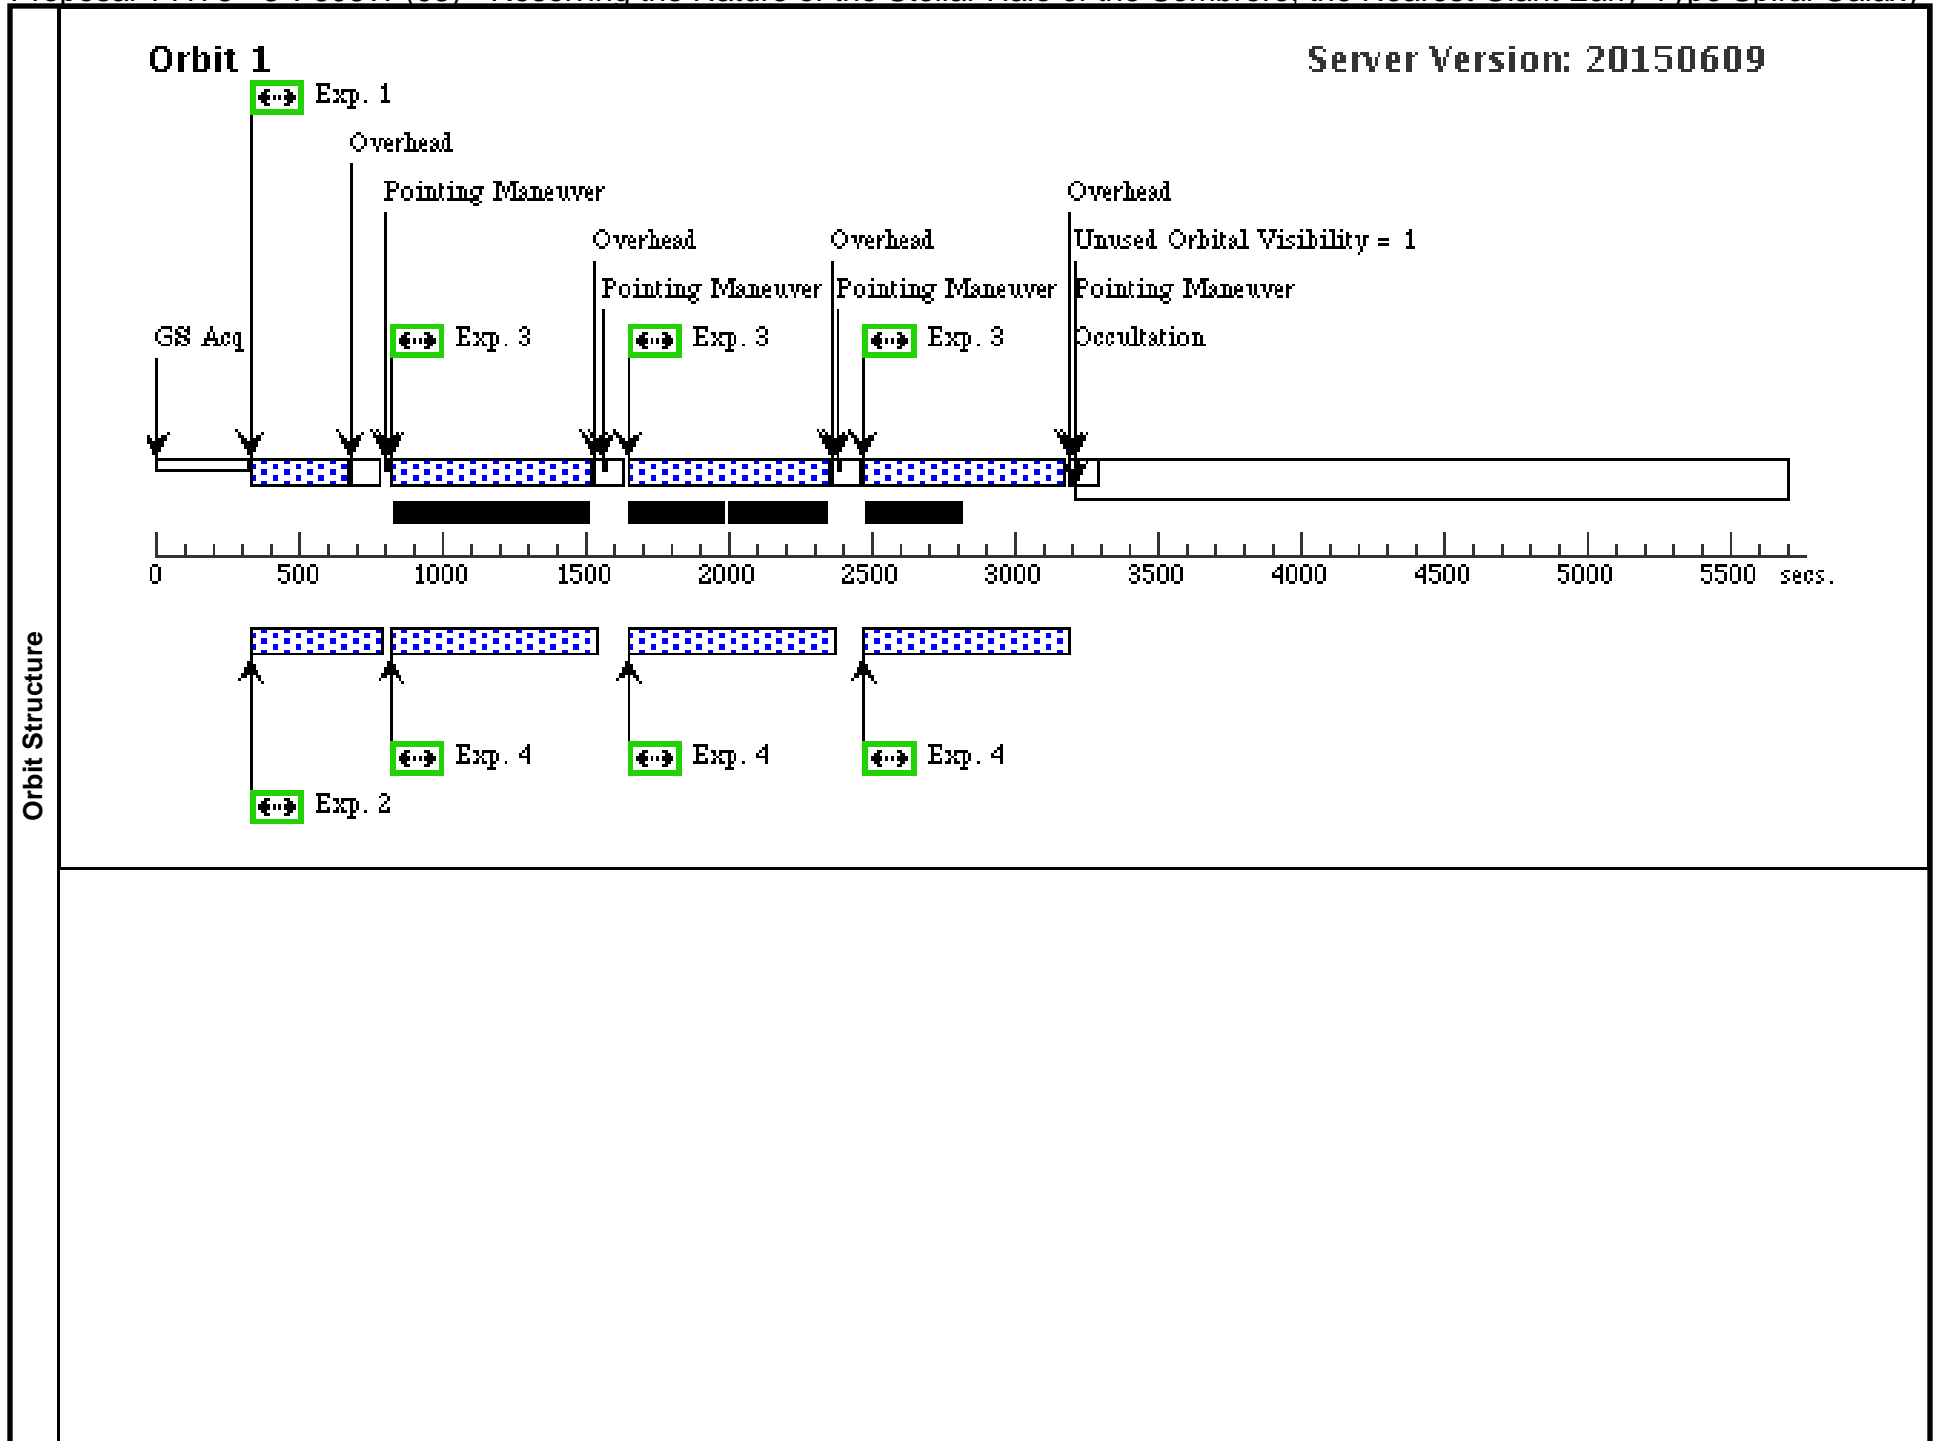 Orbit 1
Server Version: 20150609
Exp. 1
Overhead
Pointing Maneuver
Overhead
Overhead
Overhead
Unused Orbital Visibility = 1
Pointing Maneuver
Pointing Maneuver
Pointing Maneuver
GS Acq
Exp. 3
Exp. 3
Exp. 3
Occultation
0 500 1000 1500 2000 2500 3000 3500 4000 4500 5000 5500 secs.
Orbit Structure
Exp. 4
Exp. 4
Exp. 4
Exp. 2